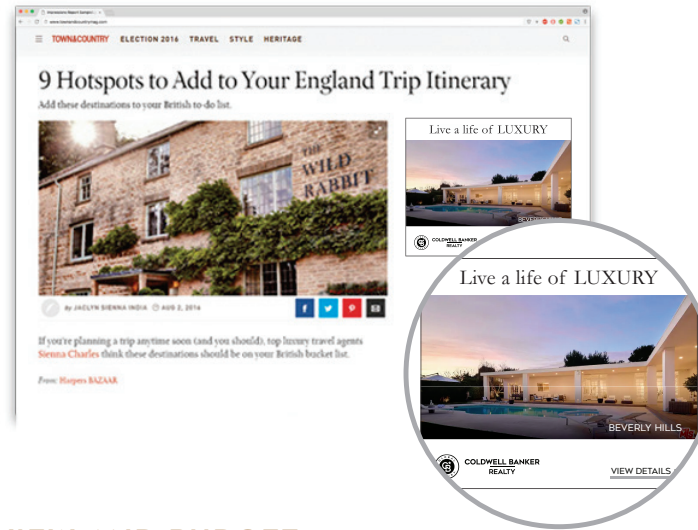 www.townandcountrymag.com
TOWN&COUNTRY ELECTION 2016 TRAVEL STYLE HERITAGE
9 Hotspots to Add to Your England Trip Itinerary
Add these destinations to your British to-do list.
THE
WILD
RABBIT
by JACLYN SIENNA INDIA AUG 2, 2016
If you're planning a trip anytime soon (and you should), top luxury travel agents
Sienna Charles think these destinations should be on your British bucket list.
From: Harpers BAZAAR
Live a life of LUXURY
COLDWELL BANKER
REALTY
Live a life of LUXURY
BEVERLY HILLS
COLDWELL BANKER
REALTY
VIEW DETAILS